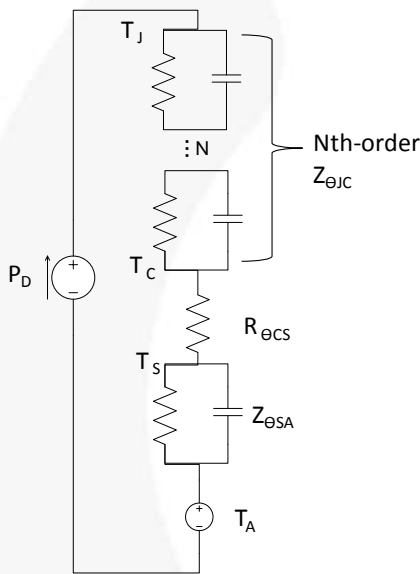 T_J
⋮N
Nth-order
Z_ΘJC
T_C
+
P_D
−
R_ΘCS
T_S
Z_ΘSA
+
−
T_A